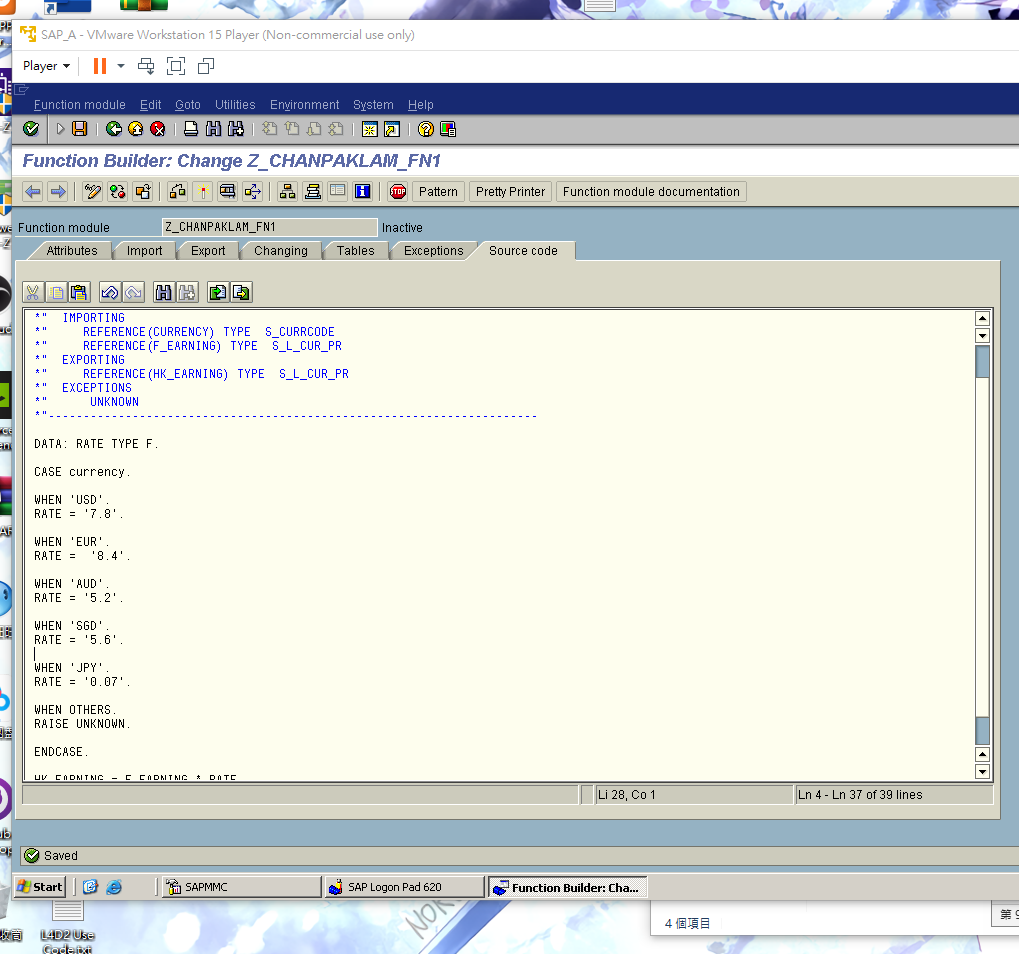 SAP_A - VMware Workstation 15 Player (Non-commercial use only)
Player
Function module Edit Goto Utilities Environment System Help
Function Builder: Change Z_CHANPAKLAM_FN1
Pattern Pretty Printer Function module documentation
Function module Z_CHANPAKLAM_FN1 Inactive
Attributes Import Export Changing Tables Exceptions Source code
*" IMPORTING
*" REFERENCE(CURRENCY) TYPE S_CURRCODE
*" REFERENCE(F_EARNING) TYPE S_L_CUR_PR
*" EXPORTING
*" REFERENCE(HK_EARNING) TYPE S_L_CUR_PR
*" EXCEPTIONS
*" UNKNOWN
*"----------------------------------------------------------------------
DATA: RATE TYPE F.
CASE currency.
WHEN 'USD'.
RATE = '7.8'.
WHEN 'EUR'.
RATE = '8.4'.
WHEN 'AUD'.
RATE = '5.2'.
WHEN 'SGD'.
RATE = '5.6'.
WHEN 'JPY'.
RATE = '0.07'.
WHEN OTHERS.
RAISE UNKNOWN.
ENDCASE.
HK_EARNING = F_EARNING * RATE
Li 28, Co 1 Ln 4 - Ln 37 of 39 lines
Saved
Start SAPMMC SAP Logon Pad 620 Function Builder: Cha...
4 個項目
第 9
L4D2 Use
Code.txt
NOR